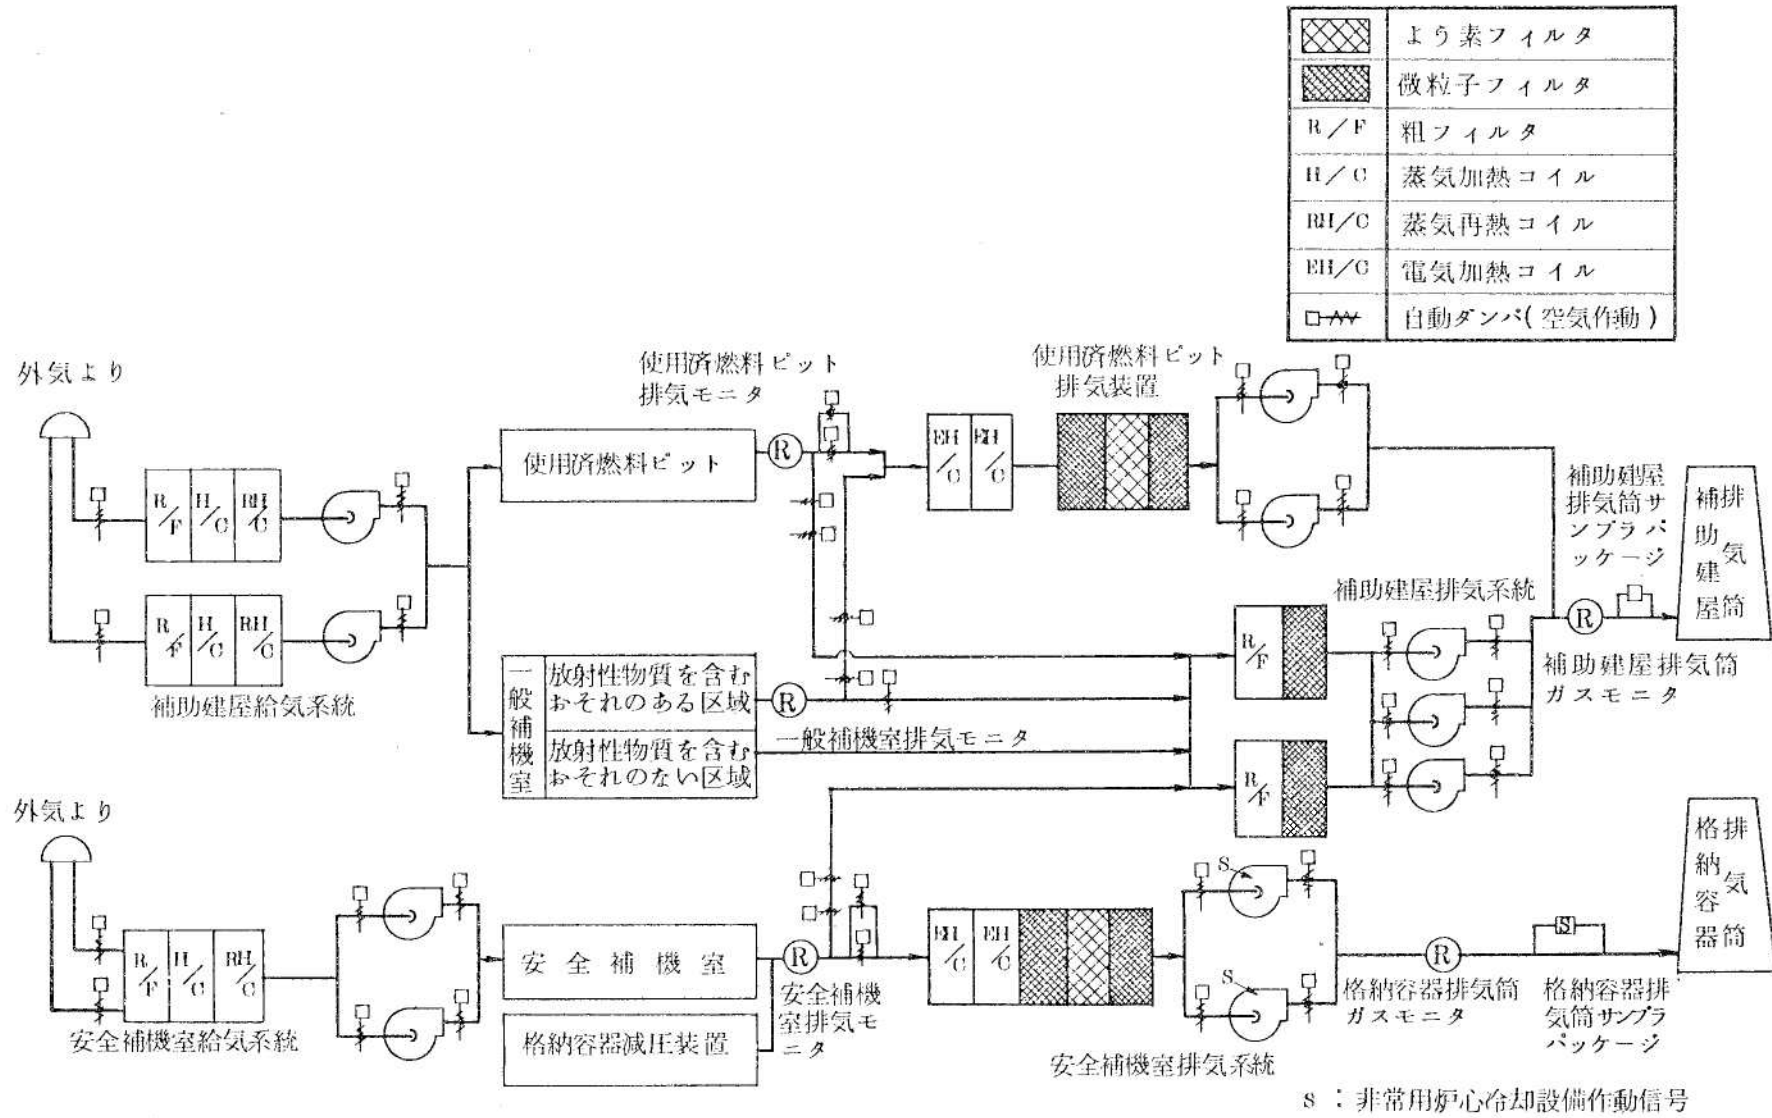 よう素フィルタ
微粒子フィルタ
R/F 粗フィルタ
H/C 蒸気加熱コイル
RH/C 蒸気再熱コイル
EH/C 電気加熱コイル
自動ダンパ(空気作動)
外気より
R/F H/C RH/C
R/F H/C RH/C
補助建屋給気系統
使用済燃料ピット
排気モニタ
使用済燃料ピット
R
EH/C EH/C
使用済燃料ピット
排気装置
一般補機室
放射性物質を含む
おそれのある区域
放射性物質を含む
おそれのない区域
R
一般補機室排気モニタ
補助建屋排気系統
R/F
R/F
補助建屋
排気筒サ
ンプラパ
ッケージ
R
補助建屋排気筒
ガスモニタ
補助建屋
排気筒
外気より
R/F H/C RH/C
安全補機室給気系統
安全補機室
格納容器減圧装置
R
安全補機
室排気モ
ニタ
EH/C EH/C
S
S
安全補機室排気系統
R
格納容器排気筒
ガスモニタ
S
格納容器排
気筒サンプラ
パッケージ
格納容器
排気筒
s:非常用炉心冷却設備作動信号